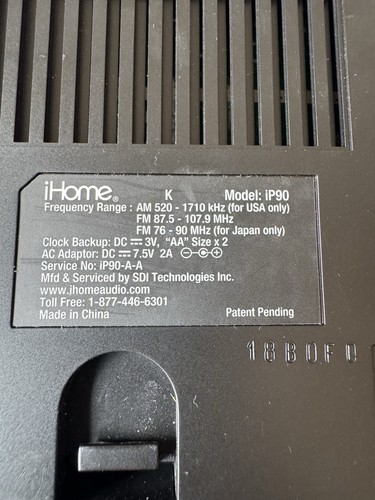 iHome® K Model: iP90
Frequency Range : AM 520 - 1710 kHz (for USA only)
FM 87.5 - 107.9 MHz
FM 76 - 90 MHz (for Japan only)
Clock Backup: DC ⎓ 3V, "AA" Size x 2
AC Adaptor: DC ⎓ 7.5V 2A
Service No: iP90-A-A
Mfd & Serviced by SDI Technologies Inc.
www.ihomeaudio.com
Toll Free: 1-877-446-6301
Made in China Patent Pending